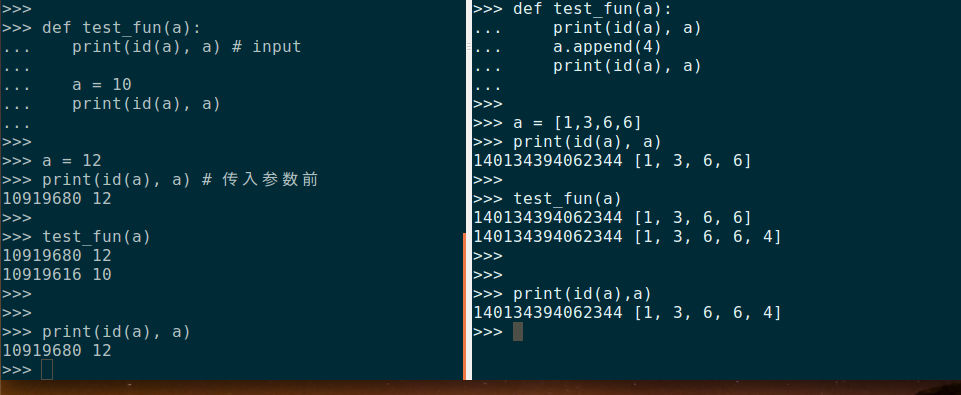 >>>
>>> def test_fun(a):
...    print(id(a), a) # input
...
...    a = 10
...    print(id(a), a)
...
>>>
>>> a = 12
>>> print(id(a), a) # 传入参数前
10919680 12
>>>
>>> test_fun(a)
10919680 12
10919616 10
>>>
>>>
>>> print(id(a), a)
10919680 12
>>>
>>> def test_fun(a):
...     print(id(a), a)
...     a.append(4)
...     print(id(a), a)
...
>>>
>>> a = [1,3,6,6]
>>> print(id(a), a)
140134394062344 [1, 3, 6, 6]
>>>
>>> test_fun(a)
140134394062344 [1, 3, 6, 6]
140134394062344 [1, 3, 6, 6, 4]
>>>
>>>
>>> print(id(a),a)
140134394062344 [1, 3, 6, 6, 4]
>>>